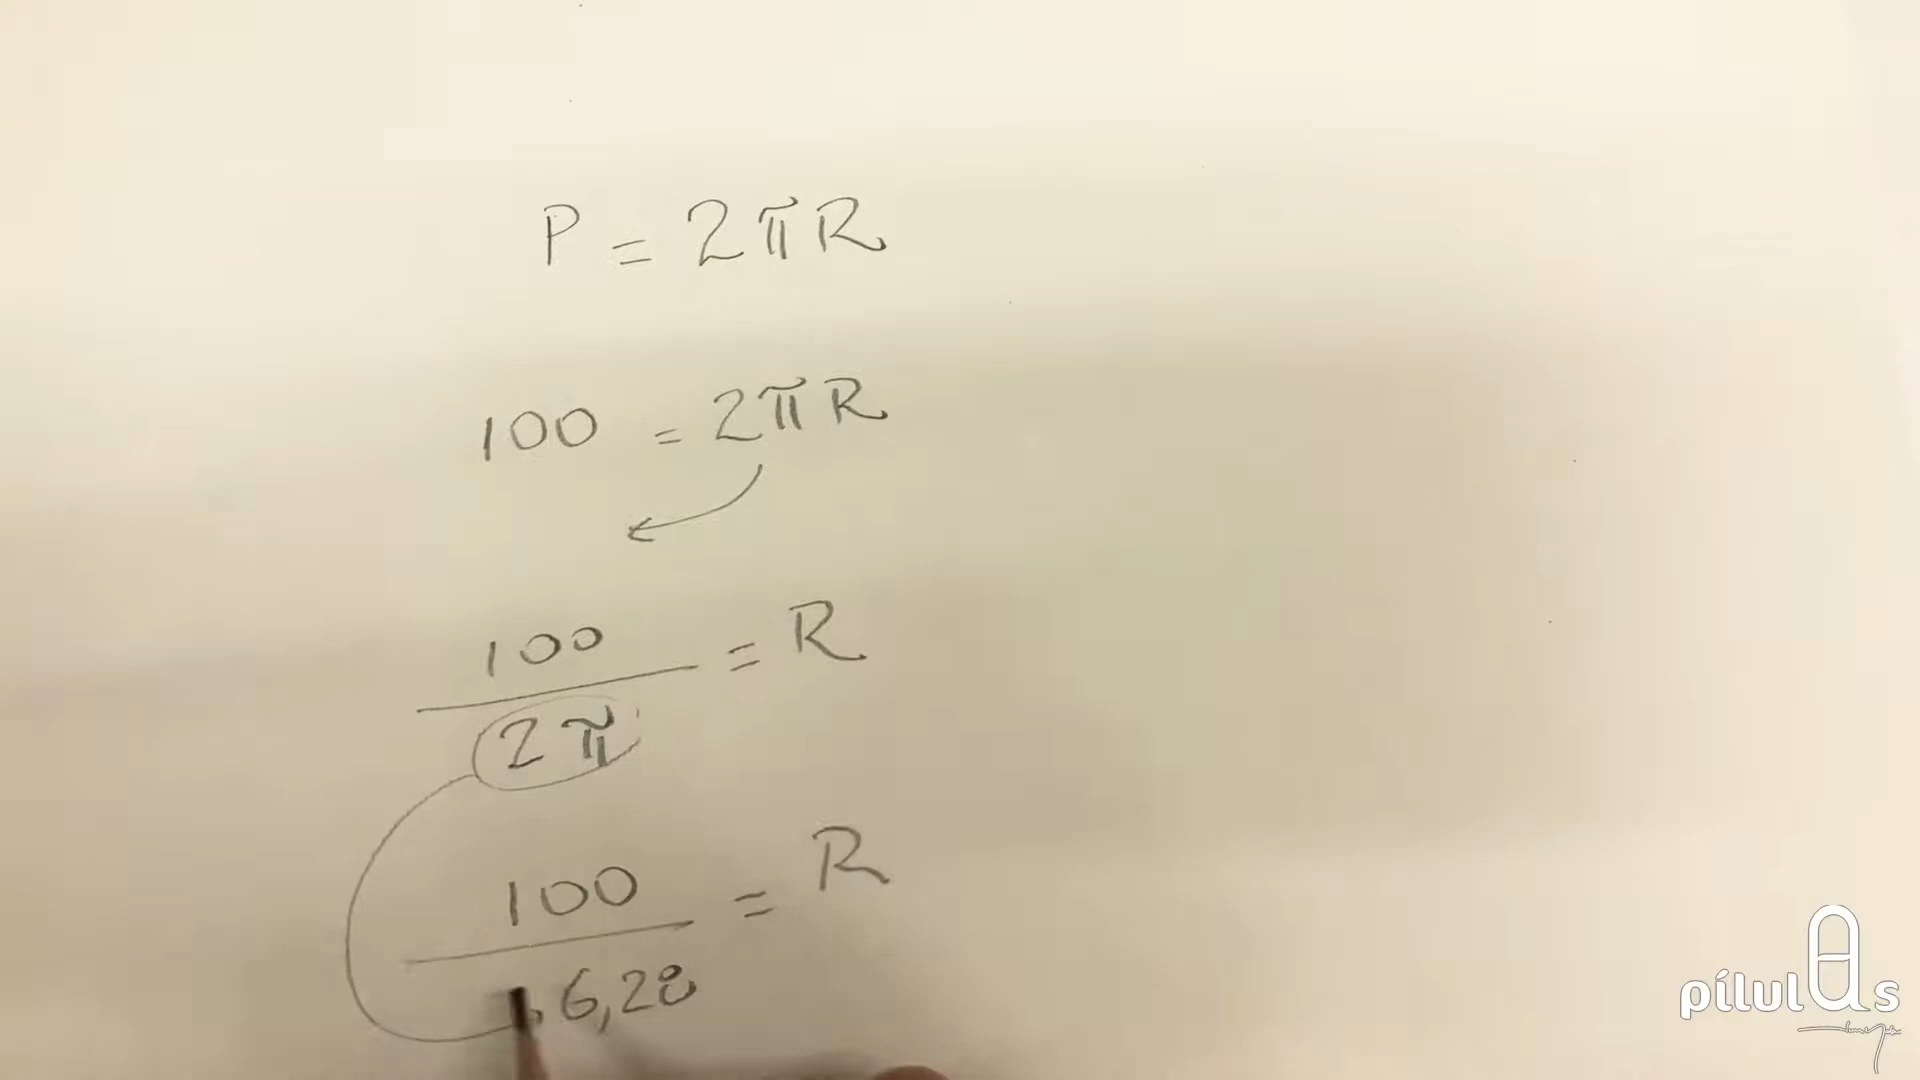 P = 2πR
100 = 2πR
100
2π
= R
100
6,28
= R
pílulas